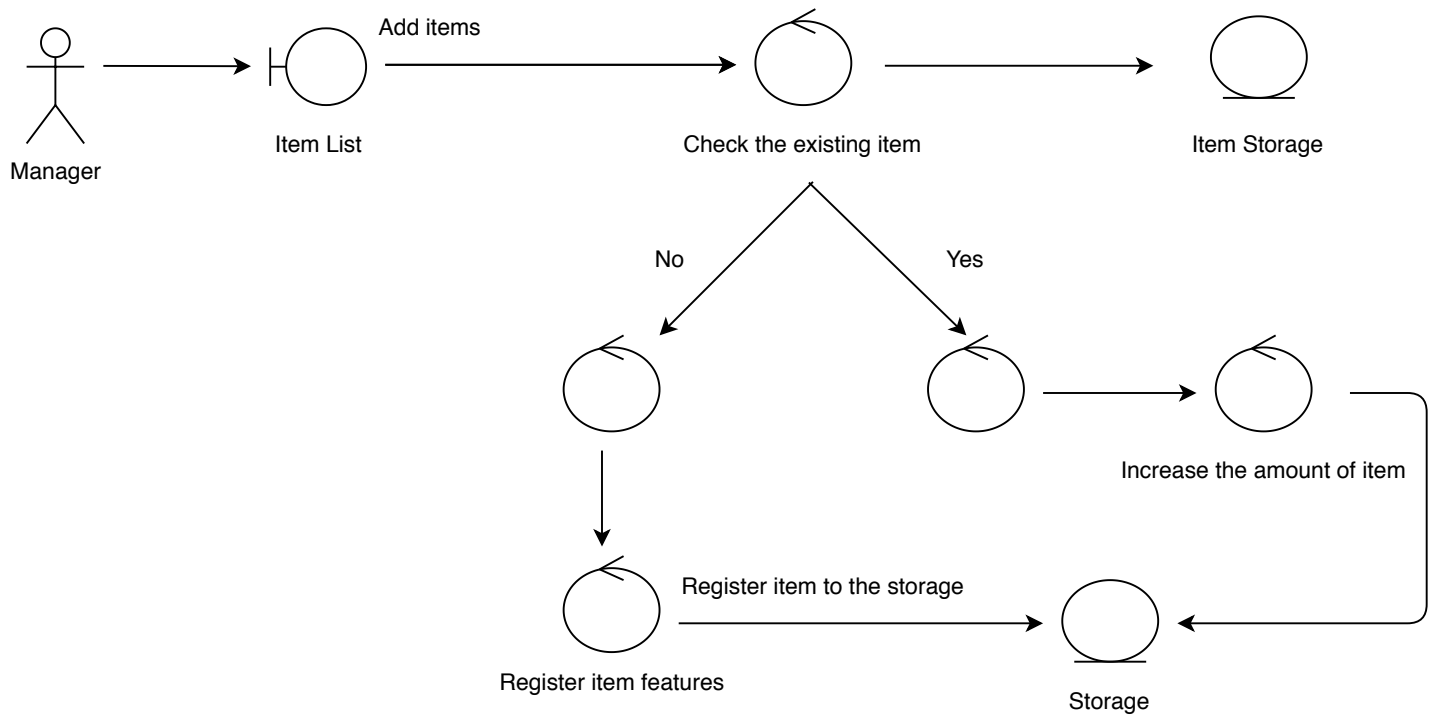 Add items
Item List
Check the existing item
Item Storage
Manager
No
Yes
Increase the amount of item
Register item to the storage
Register item features
Storage